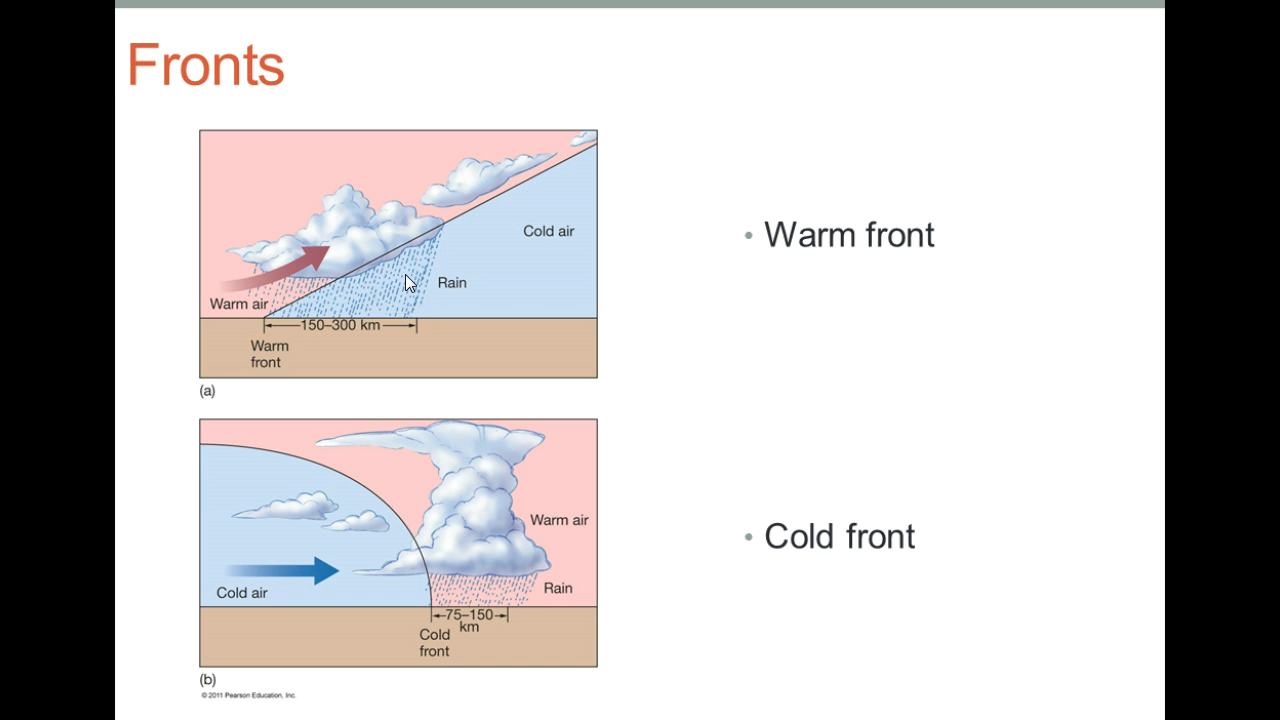 Fronts
Cold air
Rain
Warm air
150–300 km
Warm
front
(a)
• Warm front
Warm air
Rain
Cold air
75–150
km
Cold
front
(b)
© 2011 Pearson Education, Inc.
• Cold front